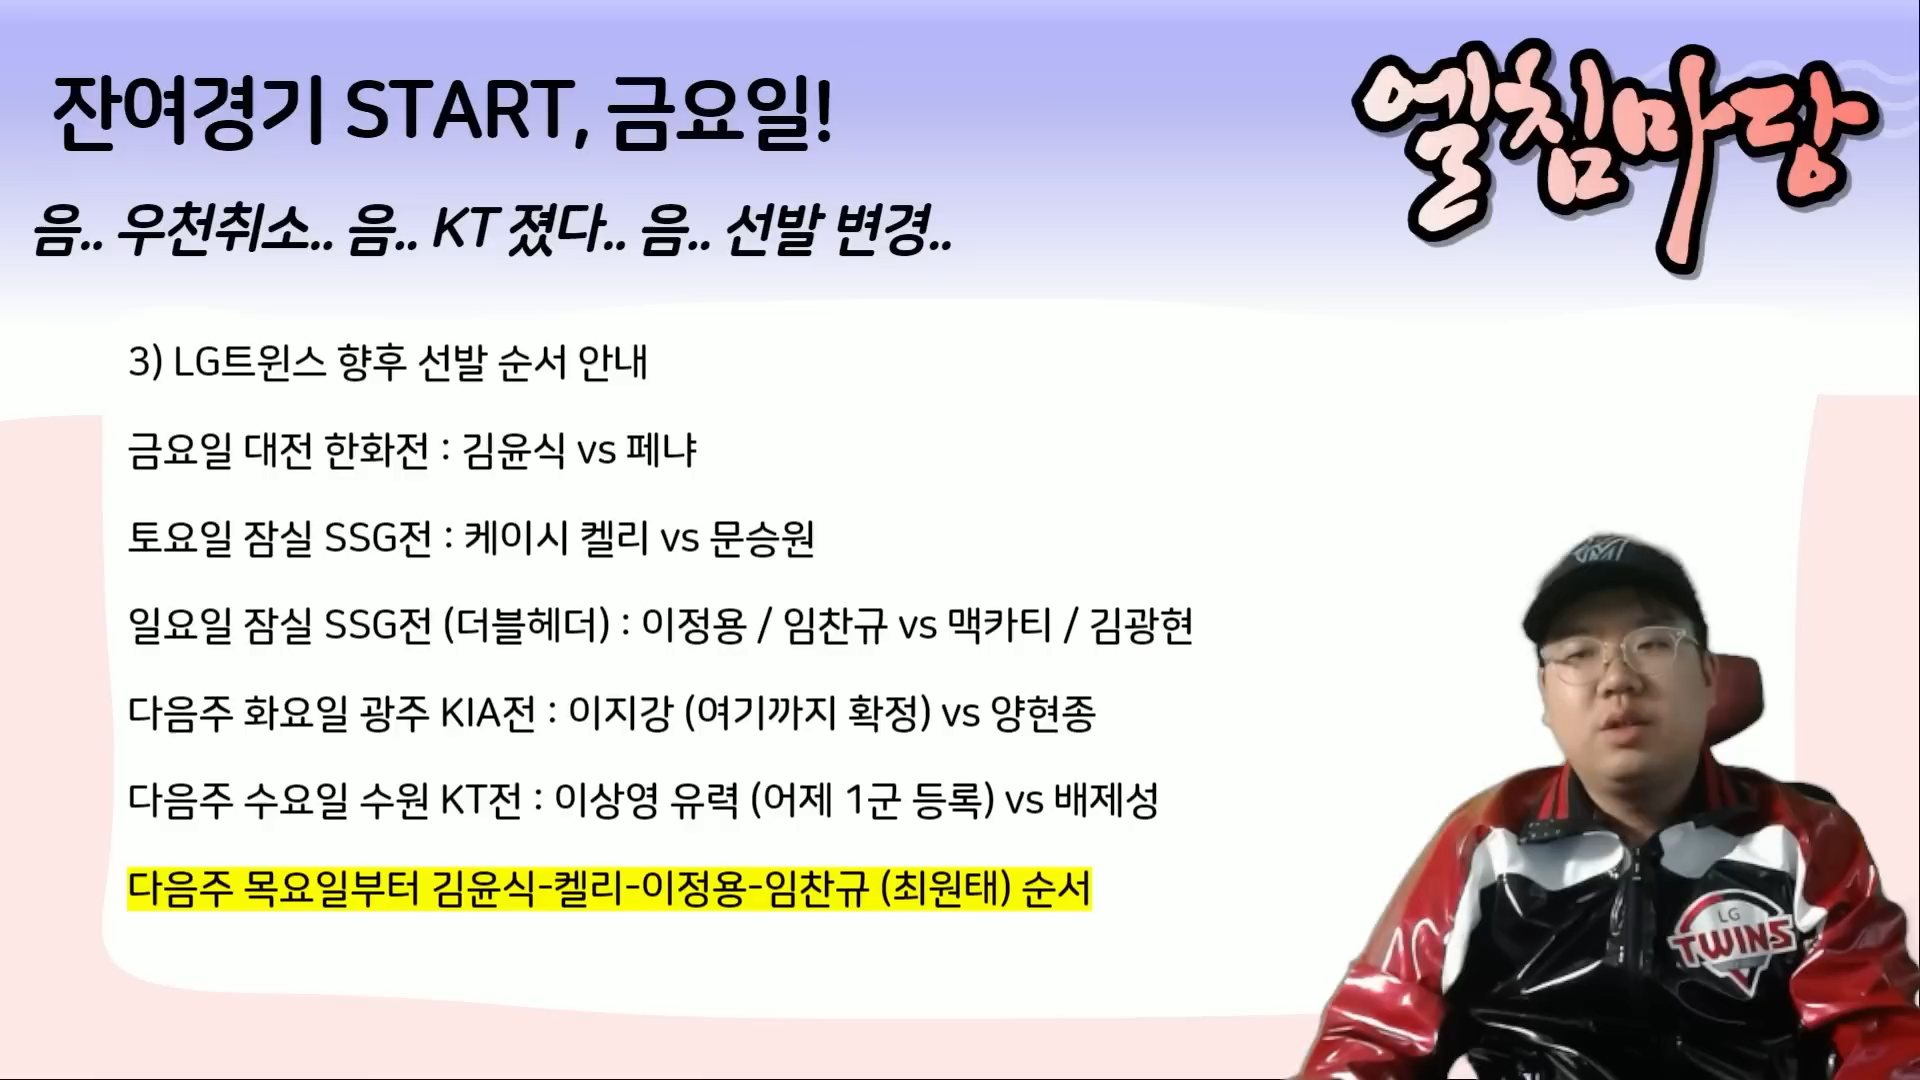 잔여경기 START, 금요일!
엘침마당
음.. 우천취소.. 음.. KT 졌다.. 음.. 선발 변경..
3) LG트윈스 향후 선발 순서 안내
금요일 대전 한화전 : 김윤식 vs 페냐
토요일 잠실 SSG전 : 케이시 켈리 vs 문승원
일요일 잠실 SSG전 (더블헤더) : 이정용 / 임찬규 vs 맥카티 / 김광현
다음주 화요일 광주 KIA전 : 이지강 (여기까지 확정) vs 양현종
다음주 수요일 수원 KT전 : 이상영 유력 (어제 1군 등록) vs 배제성
다음주 목요일부터 김윤식-켈리-이정용-임찬규 (최원태) 순서
LG
TWINS